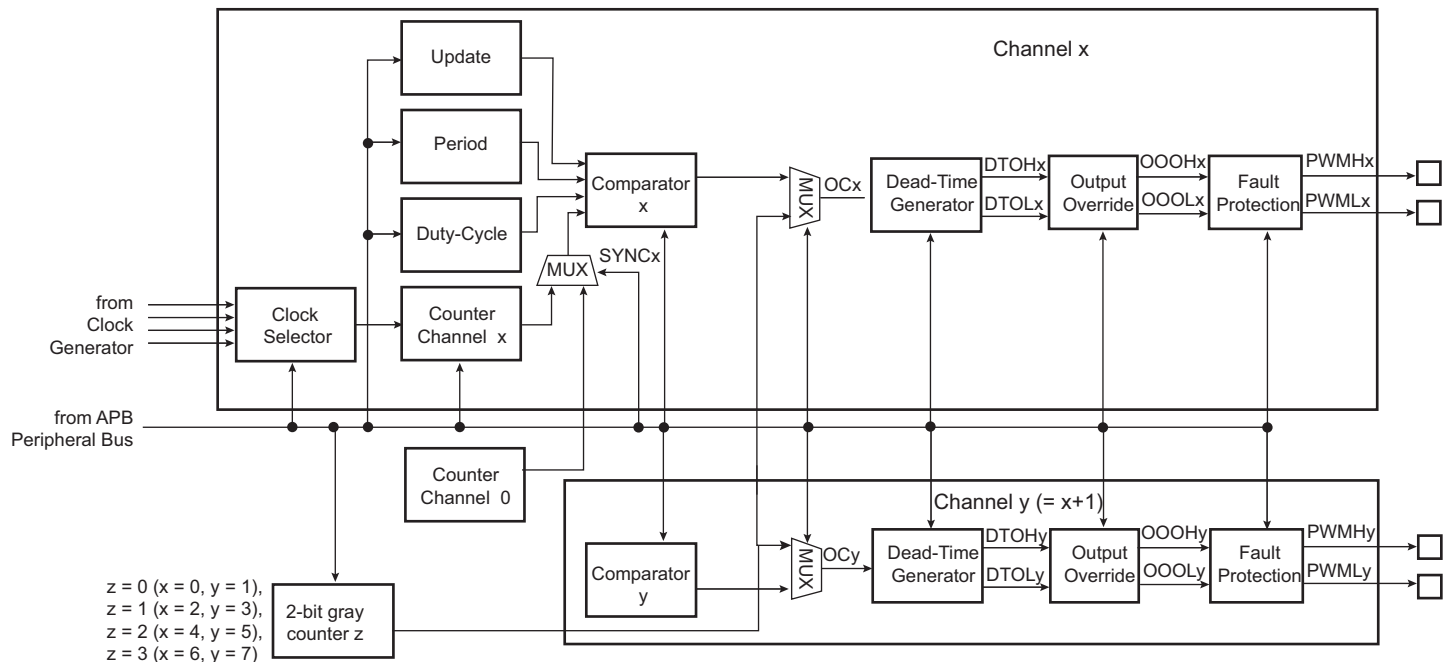 Channel x
Update
Period
Duty-Cycle
Comparator
x
MUX
SYNCx
from
Clock
Generator
Clock
Selector
Counter
Channel x
MUX
OCx
Dead-Time
Generator
DTOHx
DTOLx
Output
Override
OOOHx
OOOLx
Fault
Protection
PWMHx
PWMLx
from APB
Peripheral Bus
Counter
Channel 0
Channel y (= x+1)
Comparator
y
MUX
OCy
Dead-Time
Generator
DTOHy
DTOLy
Output
Override
OOOHy
OOOLy
Fault
Protection
PWMHy
PWMLy
z = 0 (x = 0, y = 1),
z = 1 (x = 2, y = 3),
z = 2 (x = 4, y = 5),
z = 3 (x = 6, y = 7)
2-bit gray
counter z